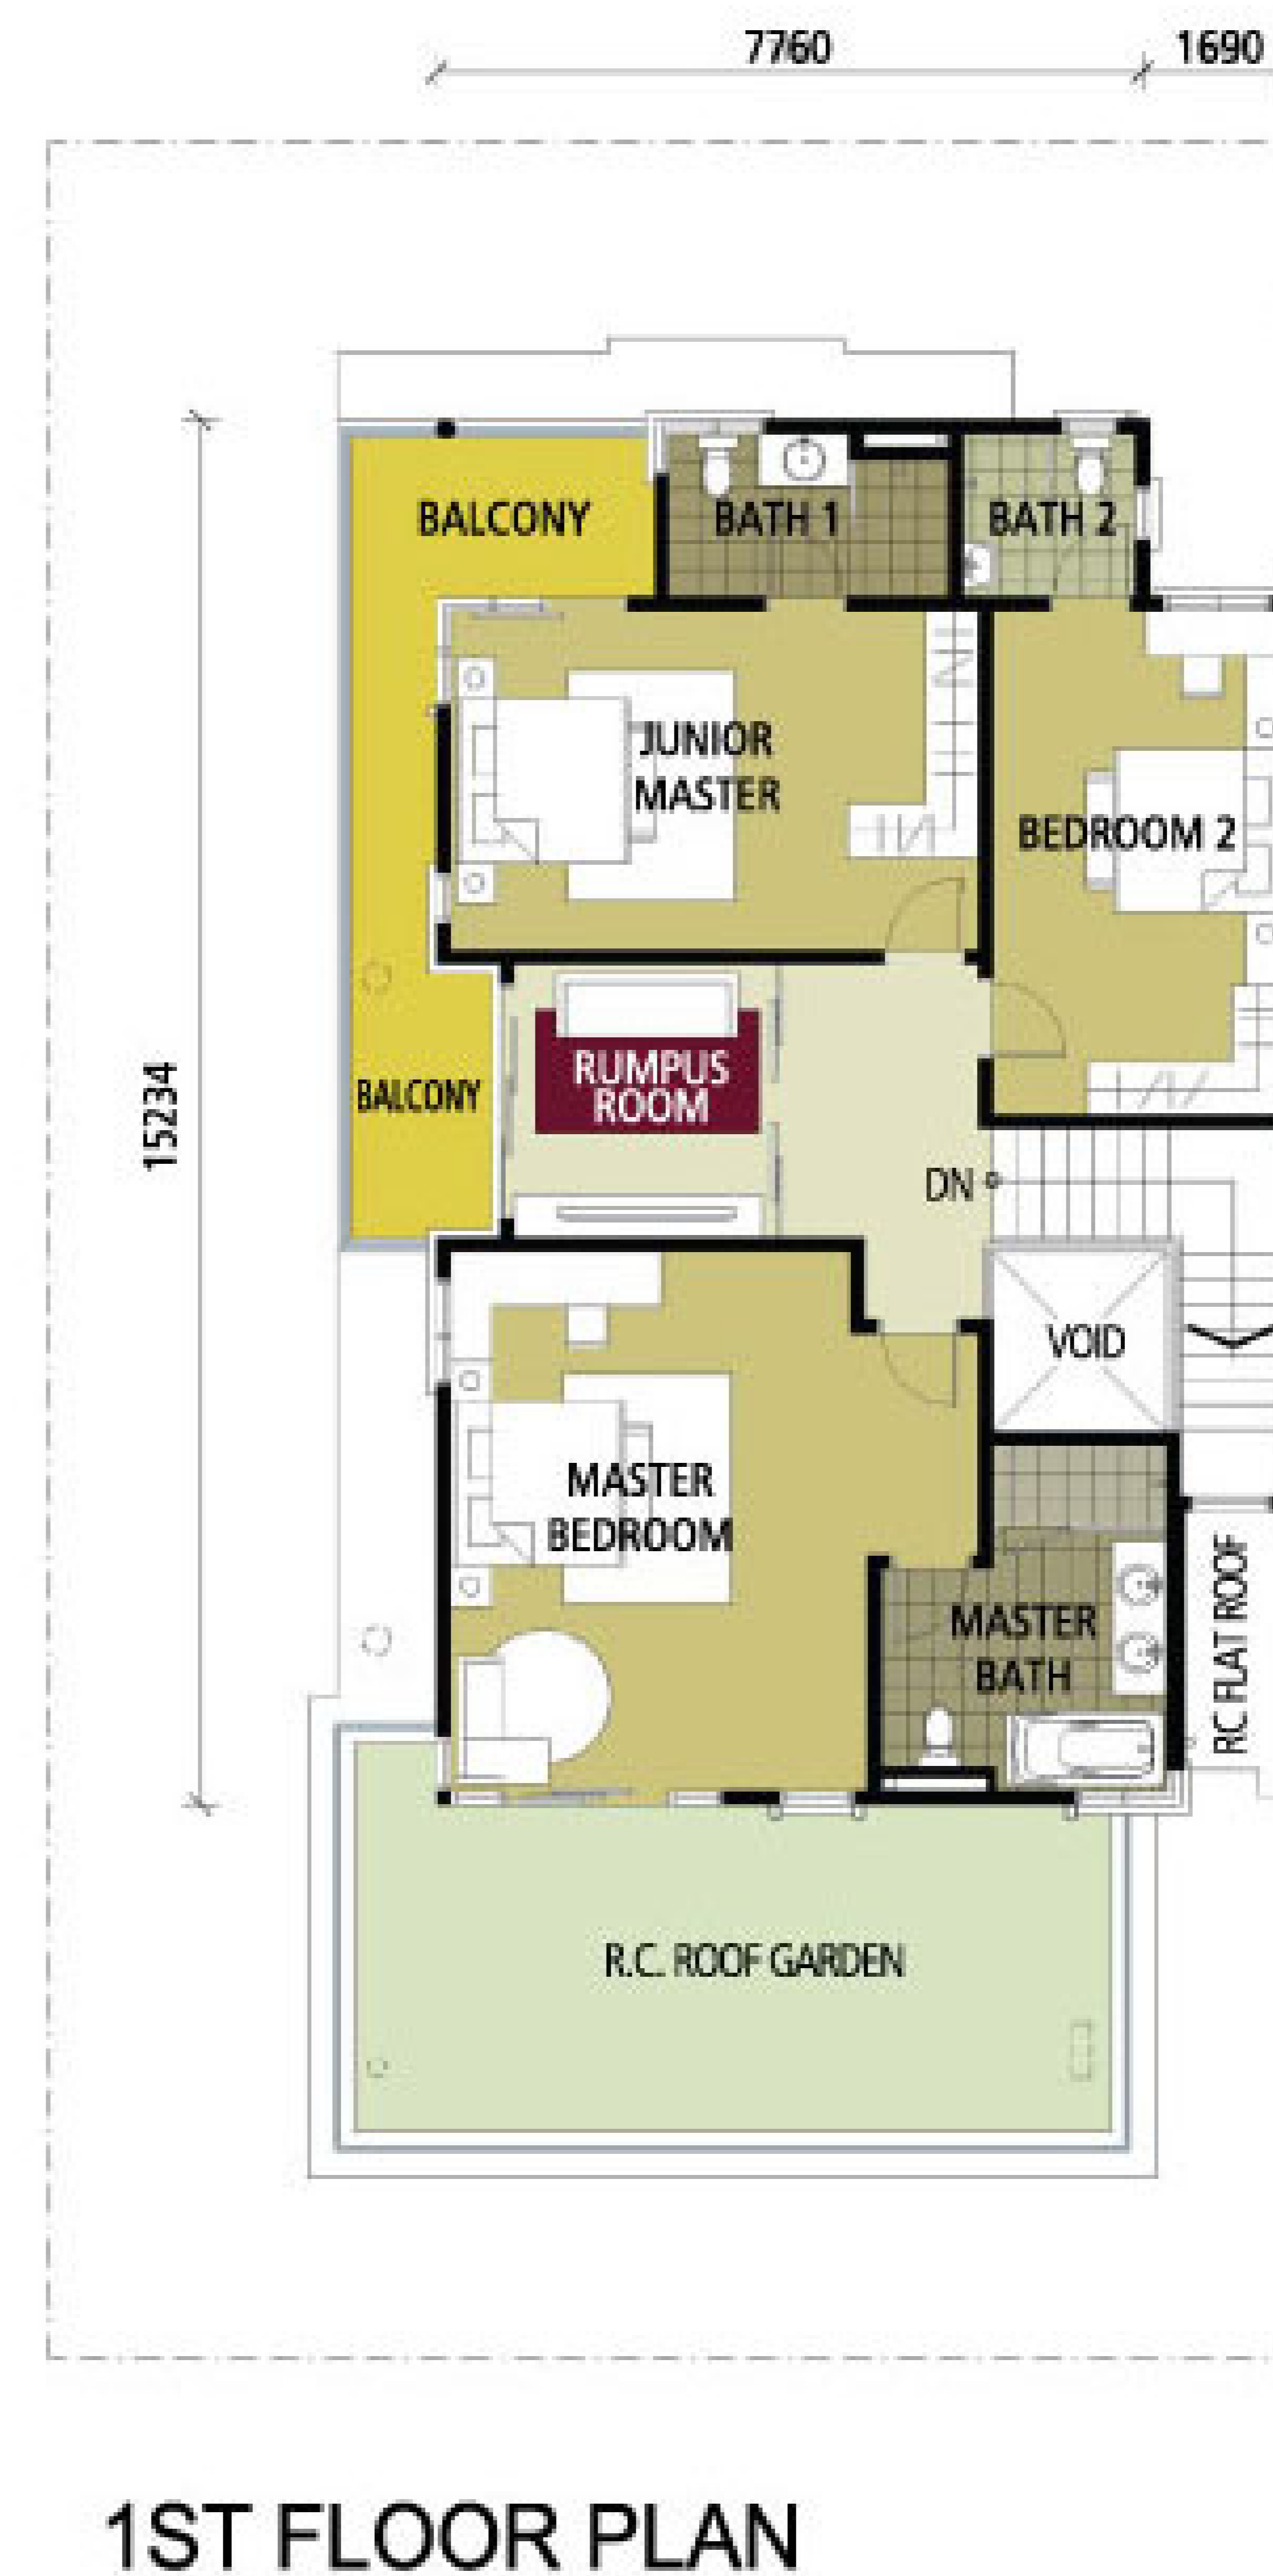 7760
1690
BALCONY
BATH 1
BATH 2
JUNIOR
MASTER
BEDROOM 2
RUMPUS
ROOM
BALCONY
15234
DN
VOID
MASTER
BEDROOM
MASTER
BATH
RC FLAT ROOF
R.C. ROOF GARDEN
1ST FLOOR PLAN